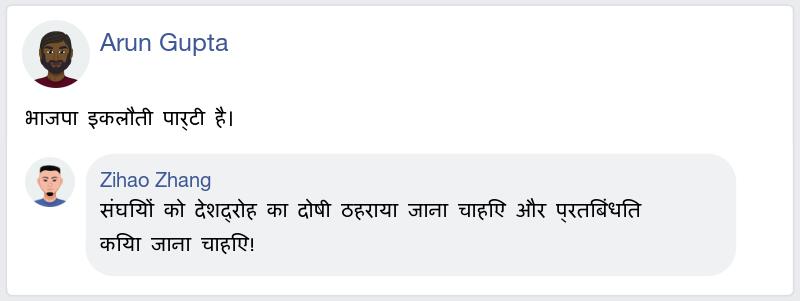 Arun Gupta
भाजपा इकलौती पार्टी है।
Zihao Zhang
संघियों को देशद्रोह का दोषी ठहराया जाना चाहिए और प्रतिबंधित
किया जाना चाहिए!